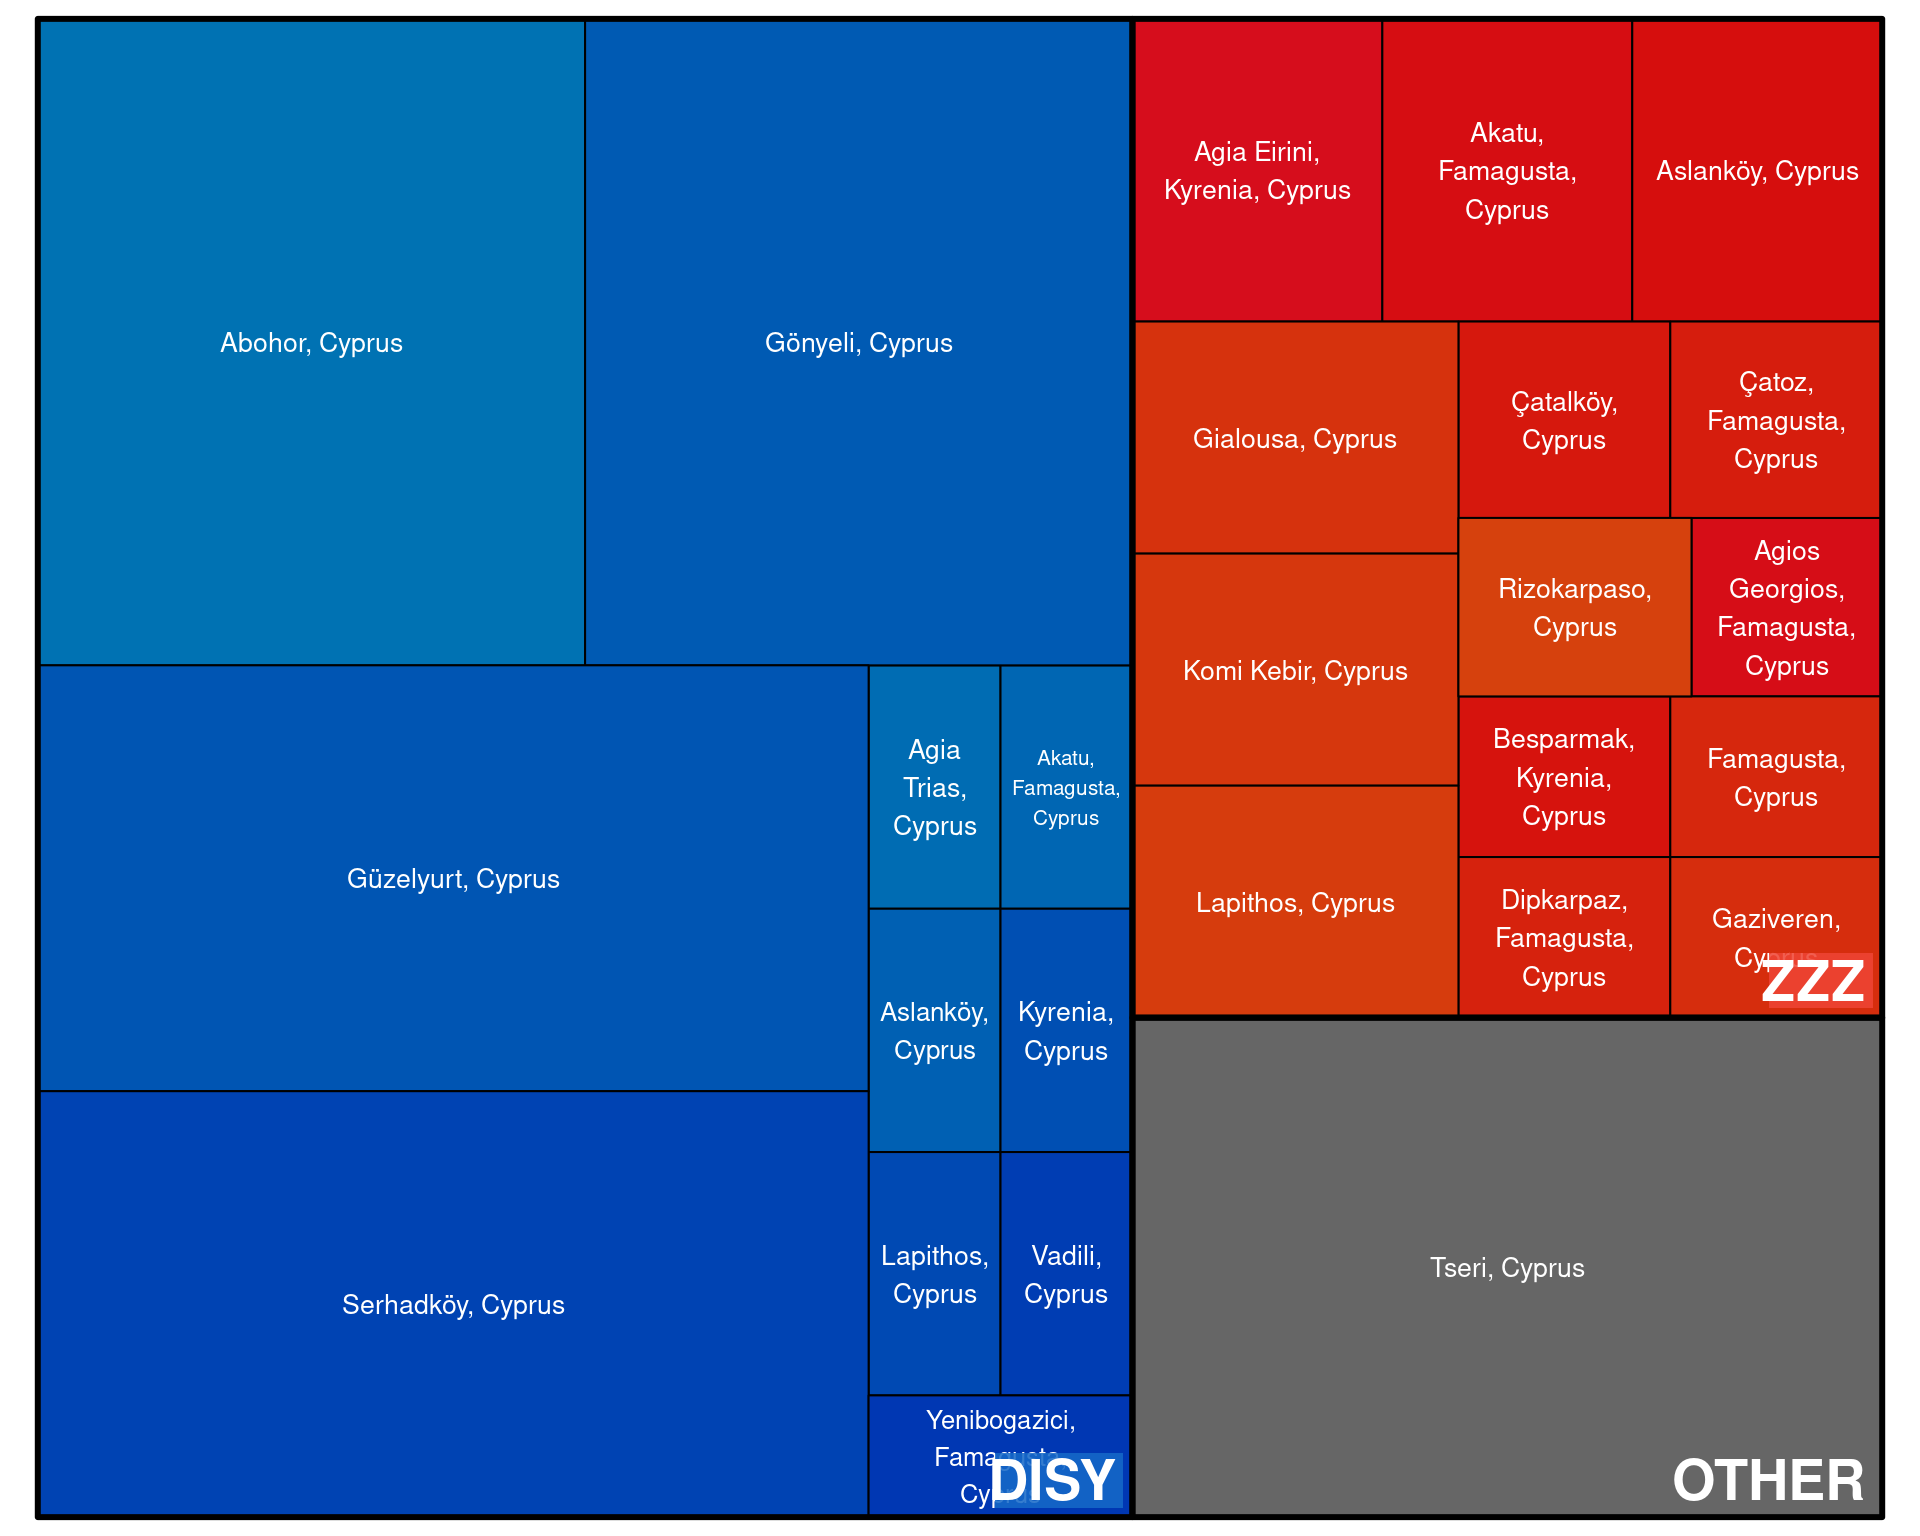 Abohor, Cyprus
Gönyeli, Cyprus
Güzelyurt, Cyprus
Serhadköy, Cyprus
Agia
Trias,
Cyprus
Akatu,
Famagusta,
Cyprus
Aslanköy,
Cyprus
Kyrenia,
Cyprus
Lapithos,
Cyprus
Vadili,
Cyprus
Yenibogazici,
Famagusta,
Cyprus
DISY
Agia Eirini,
Kyrenia, Cyprus
Akatu,
Famagusta,
Cyprus
Aslanköy, Cyprus
Gialousa, Cyprus
Komi Kebir, Cyprus
Lapithos, Cyprus
Çatalköy,
Cyprus
Çatoz,
Famagusta,
Cyprus
Rizokarpaso,
Cyprus
Agios
Georgios,
Famagusta,
Cyprus
Besparmak,
Kyrenia,
Cyprus
Famagusta,
Cyprus
Dipkarpaz,
Famagusta,
Cyprus
Gaziveren,
Cyprus
ZZZ
Tseri, Cyprus
OTHER